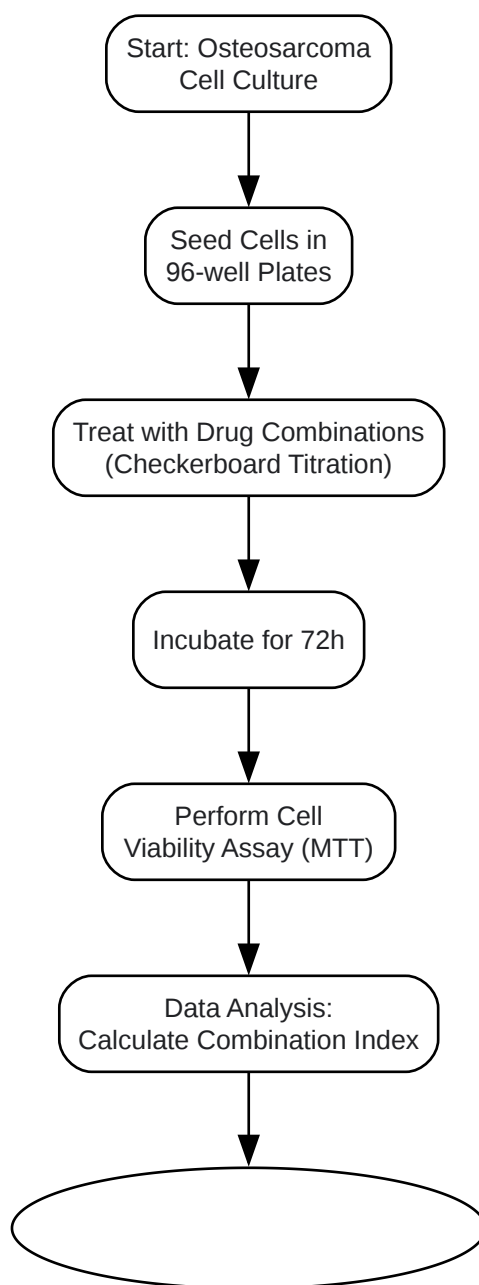 Start: Osteosarcoma
Cell Culture
Seed Cells in
96-well Plates
Treat with Drug Combinations
(Checkerboard Titration)
Incubate for 72h
Perform Cell
Viability Assay (MTT)
Data Analysis:
Calculate Combination Index